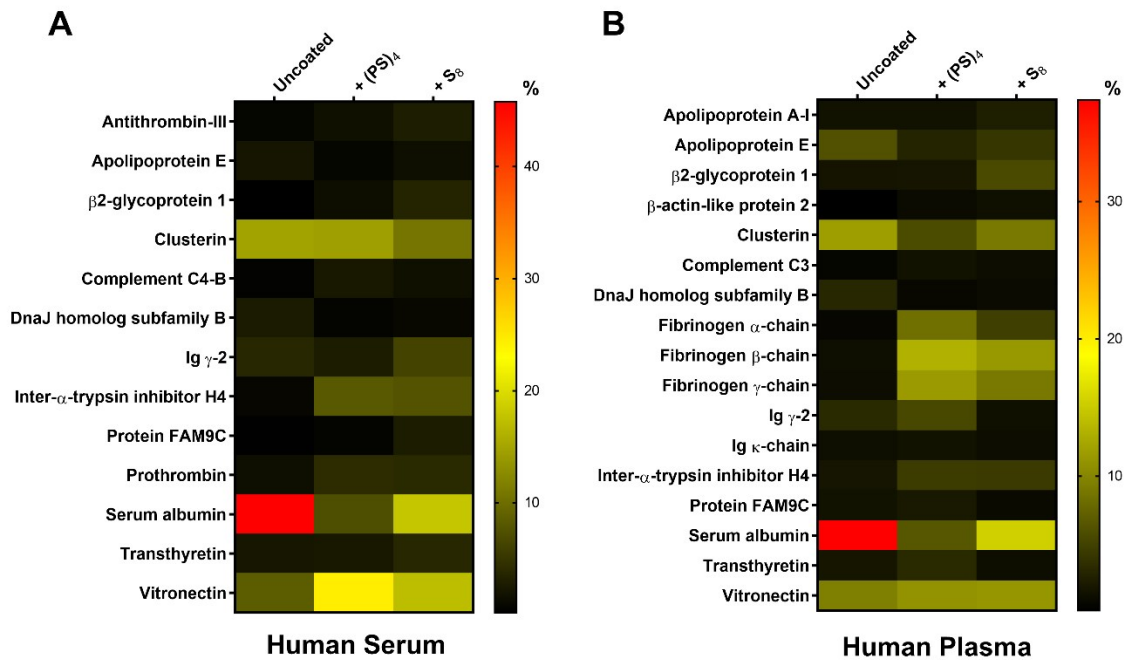 A
Uncoated
+ (PS)4
+ S8
%
Antithrombin-III
Apolipoprotein E
β2-glycoprotein 1
Clusterin
Complement C4-B
DnaJ homolog subfamily B
Ig γ-2
Inter-α-trypsin inhibitor H4
Protein FAM9C
Prothrombin
Serum albumin
Transthyretin
Vitronectin
40
30
20
10
Human Serum
B
Uncoated
+ (PS)4
+ S8
%
Apolipoprotein A-I
Apolipoprotein E
β2-glycoprotein 1
β-actin-like protein 2
Clusterin
Complement C3
DnaJ homolog subfamily B
Fibrinogen α-chain
Fibrinogen β-chain
Fibrinogen γ-chain
Ig γ-2
Ig κ-chain
Inter-α-trypsin inhibitor H4
Protein FAM9C
Serum albumin
Transthyretin
Vitronectin
30
20
10
Human Plasma